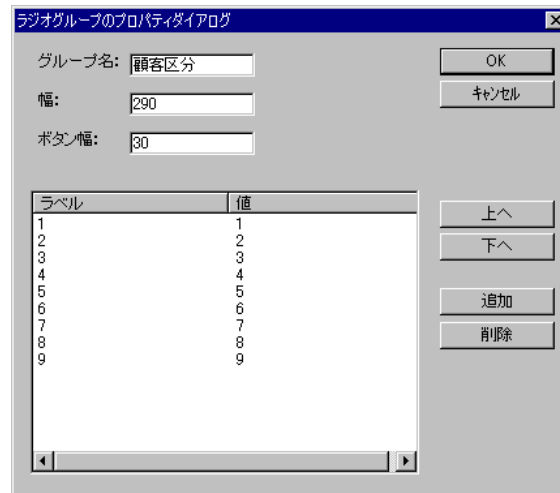 ラジオグループのプロパティダイアログ
グループ名: 顧客区分
OK
幅: 290
キャンセル
ボタン幅: 30
ラベル 値
1 1
2 2
3 3
4 4
5 5
6 6
7 7
8 8
9 9
上へ
下へ
追加
削除